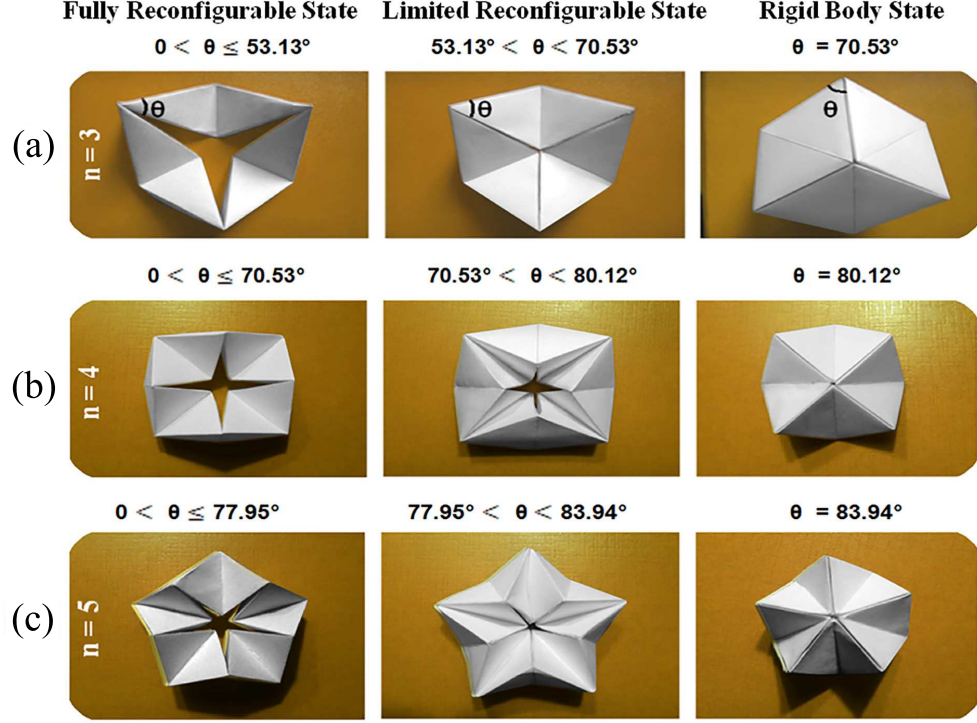 Fully Reconfigurable State Limited Reconfigurable State Rigid Body State
0 < θ ≤ 53.13° 53.13° < θ < 70.53° θ = 70.53°
(a) n = 3 θ θ θ
0 < θ ≤ 70.53° 70.53° < θ < 80.12° θ = 80.12°
(b) n = 4
0 < θ ≤ 77.95° 77.95° < θ < 83.94° θ = 83.94°
(c) n = 5